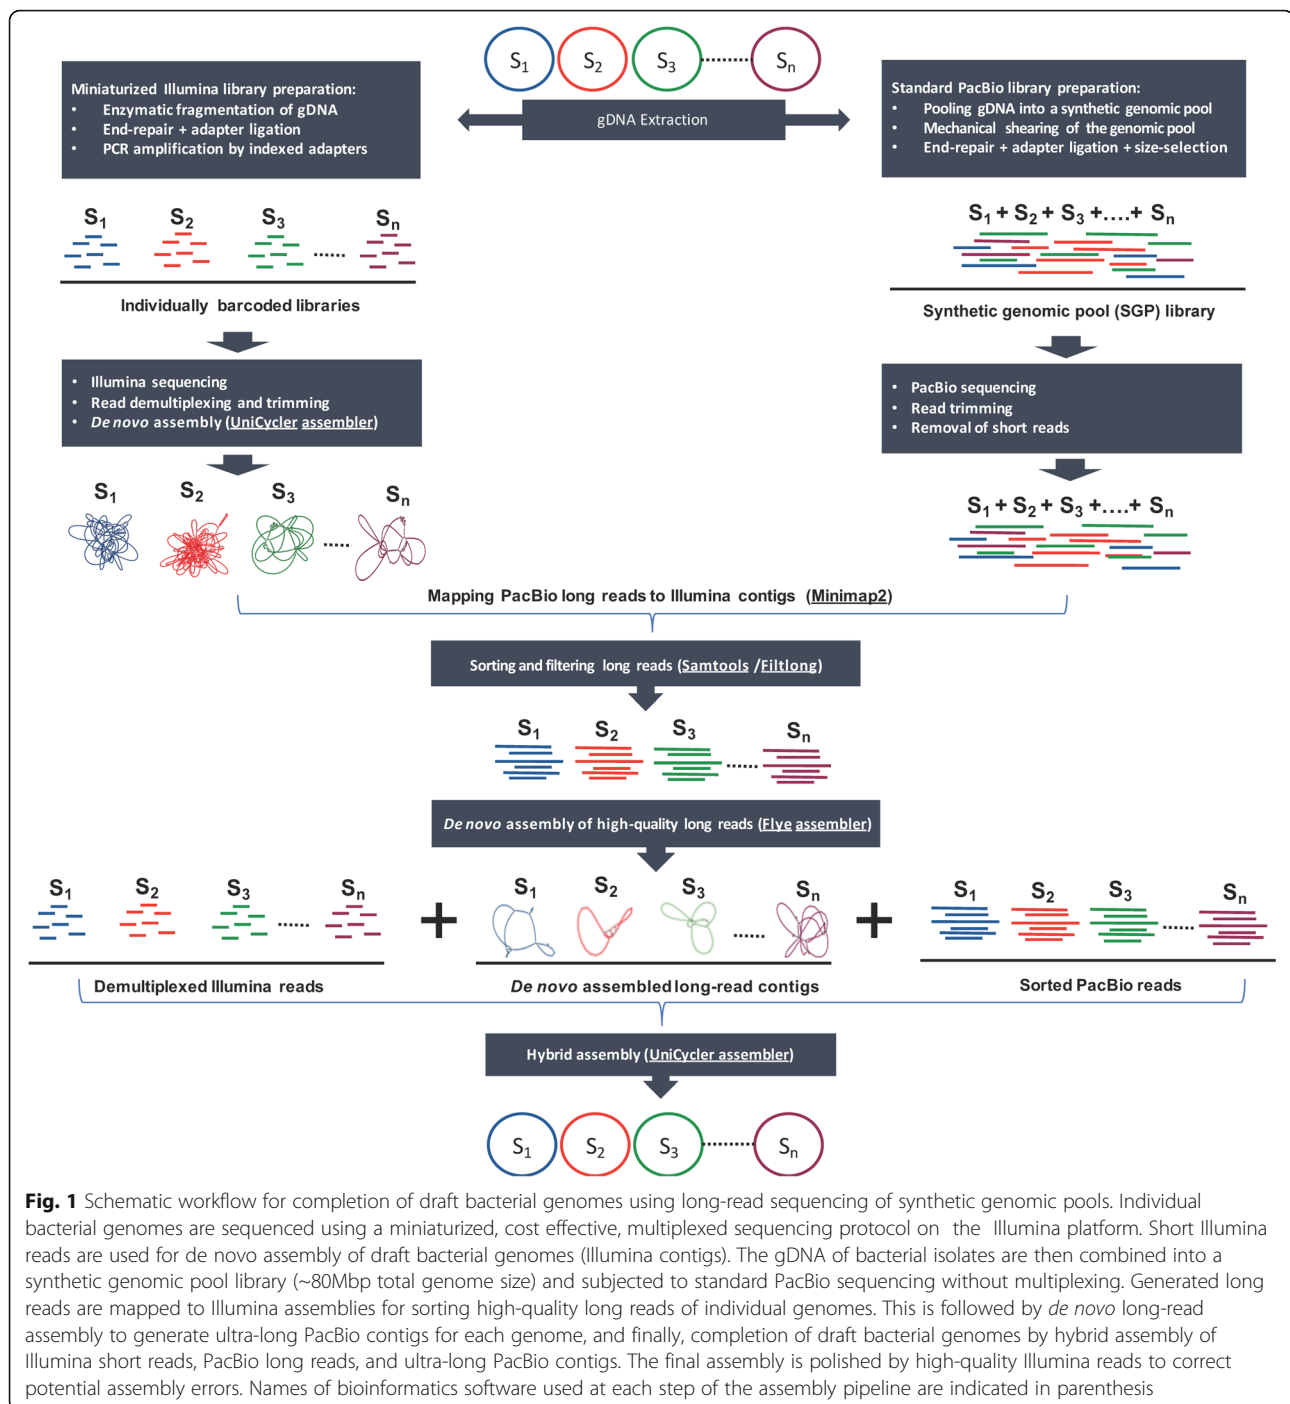 S1 S2 S3 ........ Sn
gDNA Extraction
Miniaturized Illumina library preparation:
• Enzymatic fragmentation of gDNA
• End-repair + adapter ligation
• PCR amplification by indexed adapters
Standard PacBio library preparation:
• Pooling gDNA into a synthetic genomic pool
• Mechanical shearing of the genomic pool
• End-repair + adapter ligation + size-selection
S1 S2 S3 ...... Sn
Individually barcoded libraries
S1 + S2 + S3 +....+ Sn
Synthetic genomic pool (SGP) library
• Illumina sequencing
• Read demultiplexing and trimming
• De novo assembly (UniCycler assembler)
• PacBio sequencing
• Read trimming
• Removal of short reads
S1 S2 S3 ...... Sn
S1 + S2 + S3 +....+ Sn
Mapping PacBio long reads to Illumina contigs (Minimap2)
Sorting and filtering long reads (Samtools /Filtlong)
S1 S2 S3 ...... Sn
De novo assembly of high-quality long reads (Flye assembler)
S1 S2 S3 ...... Sn + S1 S2 S3 ...... Sn + S1 S2 S3 ...... Sn
Demultiplexed Illumina reads
De novo assembled long-read contigs
Sorted PacBio reads
Hybrid assembly (UniCycler assembler)
S1 S2 S3 ........ Sn
Fig. 1 Schematic workflow for completion of draft bacterial genomes using long-read sequencing of synthetic genomic pools. Individual
bacterial genomes are sequenced using a miniaturized, cost effective, multiplexed sequencing protocol on the Illumina platform. Short Illumina
reads are used for de novo assembly of draft bacterial genomes (Illumina contigs). The gDNA of bacterial isolates are then combined into a
synthetic genomic pool library (~80Mbp total genome size) and subjected to standard PacBio sequencing without multiplexing. Generated long
reads are mapped to Illumina assemblies for sorting high-quality long reads of individual genomes. This is followed by de novo long-read
assembly to generate ultra-long PacBio contigs for each genome, and finally, completion of draft bacterial genomes by hybrid assembly of
Illumina short reads, PacBio long reads, and ultra-long PacBio contigs. The final assembly is polished by high-quality Illumina reads to correct
potential assembly errors. Names of bioinformatics software used at each step of the assembly pipeline are indicated in parenthesis